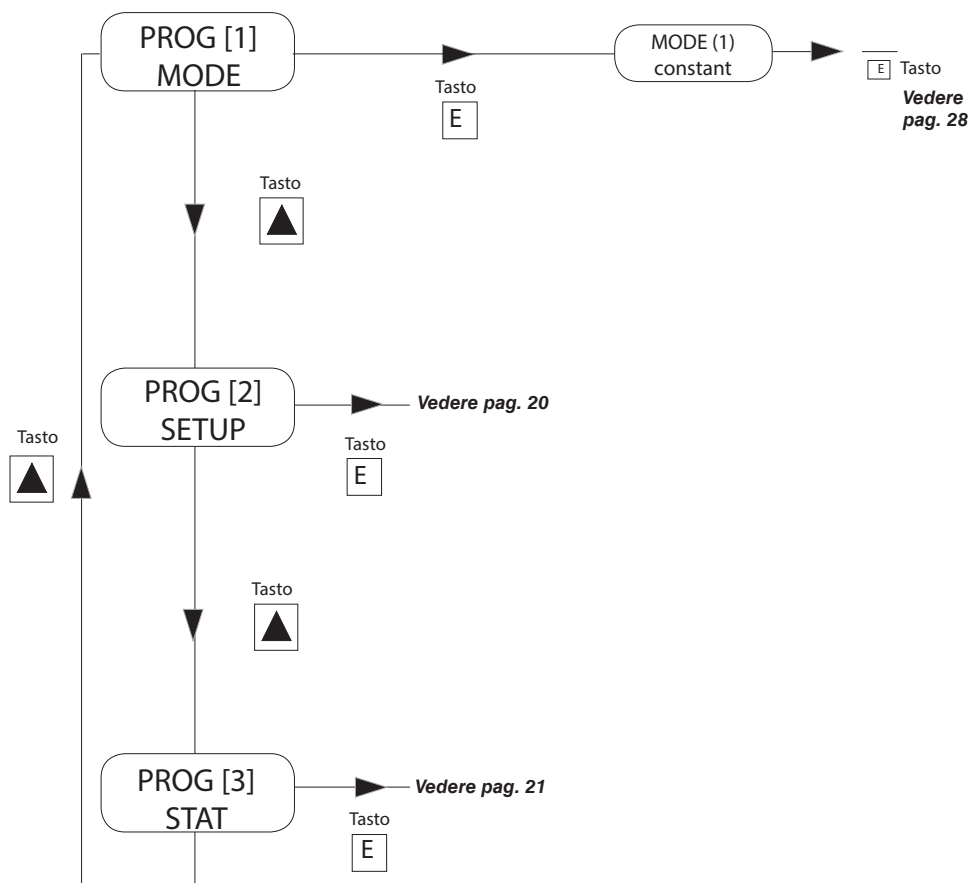 PROG [1]
MODE
Tasto
E
MODE (1)
constant
E Tasto
Vedere
pag. 28
Tasto
PROG [2]
SETUP
Vedere pag. 20
Tasto
E
Tasto
Tasto
PROG [3]
STAT
Vedere pag. 21
Tasto
E